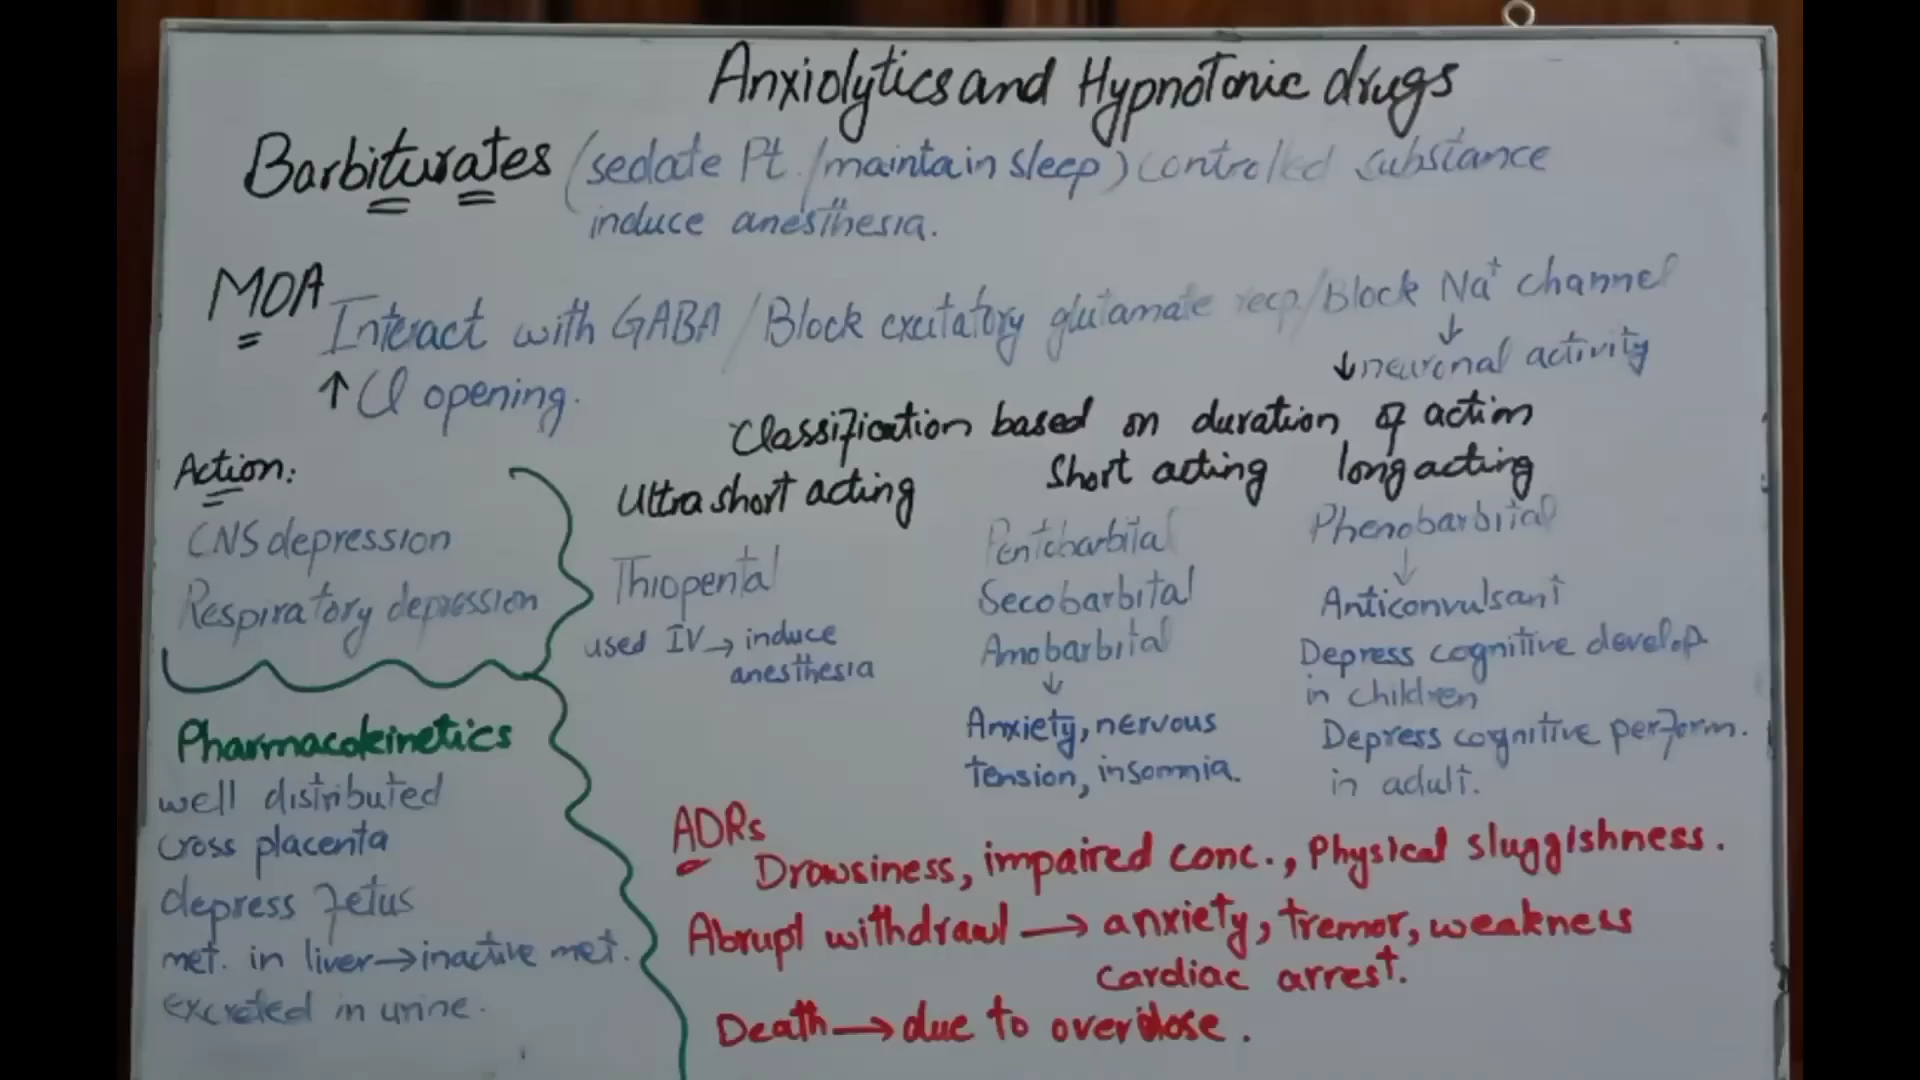 Anxiolytics and Hypnotonic drugs
Barbiturates (sedate Pt. / maintain sleep) controlled substance
induce anesthesia.
MOA
Interact with GABA / Block excitatory glutamate recp / Block Na+ channel
↓
↑ Cl opening.
↓ neuronal activity
Classification based on duration of action
Action:
CNS depression
Respiratory depression
Ultra short acting
Thiopental
used IV → induce
anesthesia
Short acting
Pentobarbital
Secobarbital
Amobarbital
↓
Anxiety, nervous
tension, insomnia.
long acting
Phenobarbital
↓
Anticonvulsant
Depress cognitive develop.
in children
Depress cognitive perform.
in adult.
Pharmacokinetics
well distributed
cross placenta
depress fetus
met. in liver → inactive met.
excreted in urine.
ADRs
Drowsiness, impaired conc., Physical sluggishness.
Abrupt withdrawl → anxiety, tremor, weakness
cardiac arrest.
Death → due to overdose.